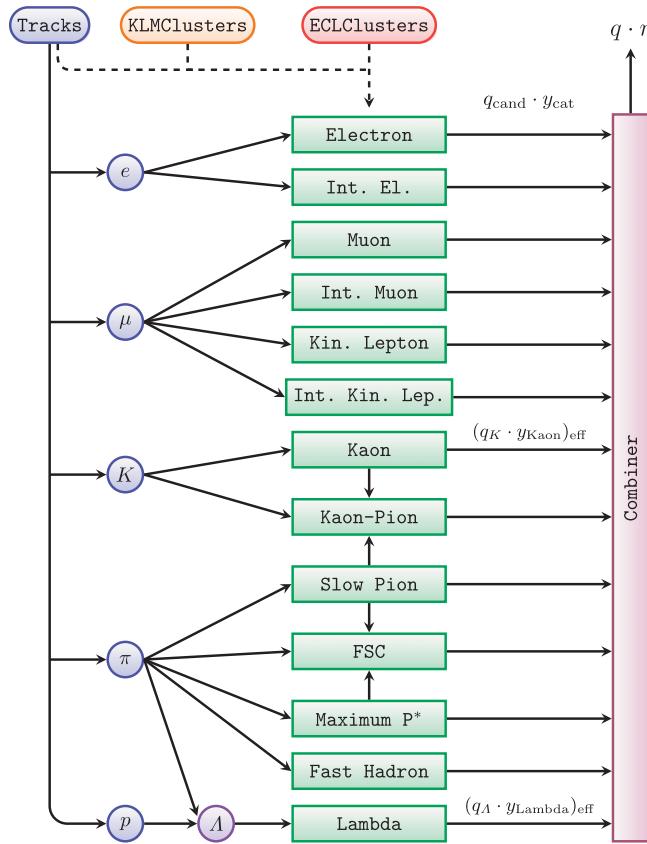 Tracks KLMClusters ECLClusters
q · r
q_cand · y_cat
Electron
e
Int. El.
Muon
Int. Muon
μ
Kin. Lepton
Int. Kin. Lep.
(q_K · y_Kaon)_eff
Kaon
K
Combiner
Kaon-Pion
Slow Pion
π
FSC
Maximum P*
Fast Hadron
(q_Λ · y_Lambda)_eff
p Λ Lambda